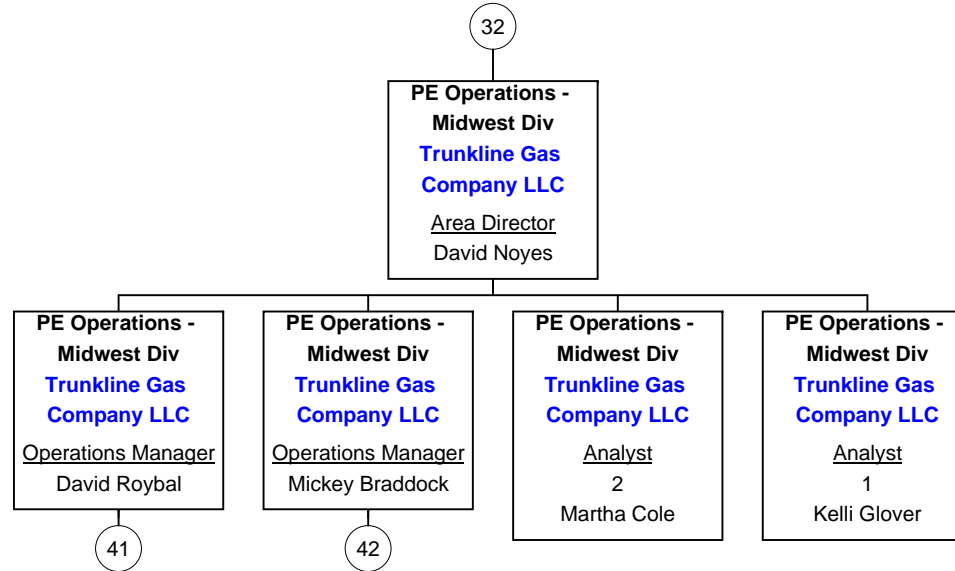 32
PE Operations -
Midwest Div
Trunkline Gas
Company LLC
Area Director
David Noyes
PE Operations -
Midwest Div
Trunkline Gas
Company LLC
Operations Manager
David Roybal
41
PE Operations -
Midwest Div
Trunkline Gas
Company LLC
Operations Manager
Mickey Braddock
42
PE Operations -
Midwest Div
Trunkline Gas
Company LLC
Analyst
2
Martha Cole
PE Operations -
Midwest Div
Trunkline Gas
Company LLC
Analyst
1
Kelli Glover